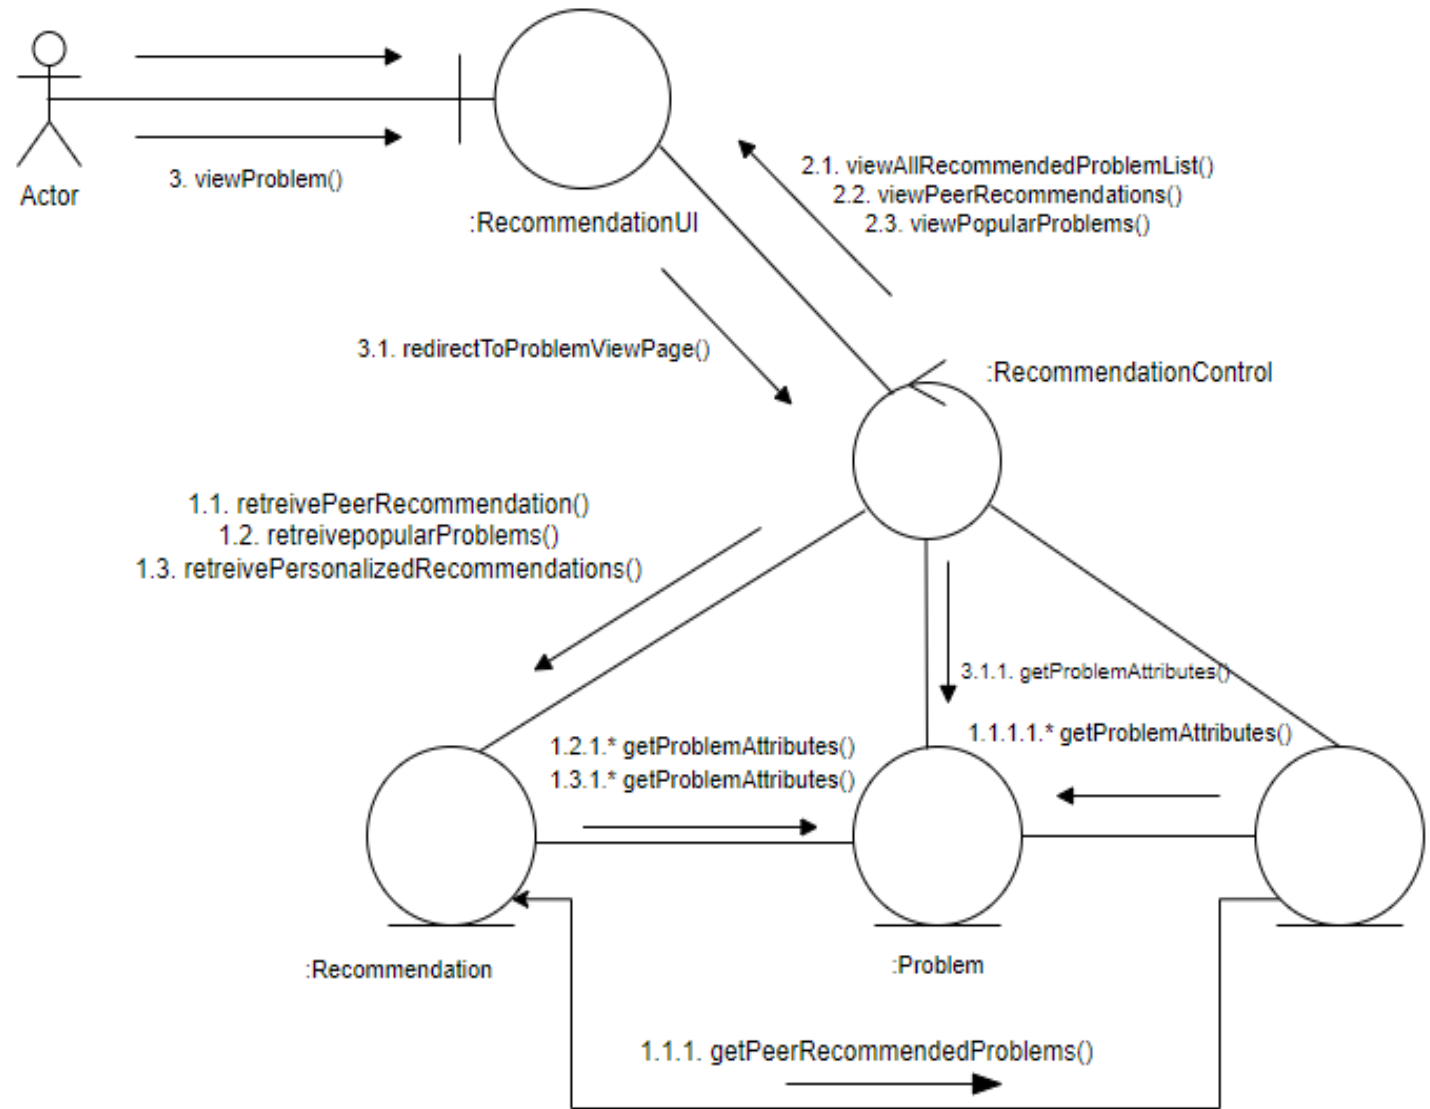 3. viewProblem()
Actor
:RecommendationUI
2.1. viewAllRecommendedProblemList()
2.2. viewPeerRecommendations()
2.3. viewPopularProblems()
3.1. redirectToProblemViewPage()
:RecommendationControl
1.1. retreivePeerRecommendation()
1.2. retreivepopularProblems()
1.3. retreivePersonalizedRecommendations()
3.1.1. getProblemAttributes()
1.2.1.* getProblemAttributes()
1.3.1.* getProblemAttributes()
1.1.1.1.* getProblemAttributes()
:Recommendation
:Problem
1.1.1. getPeerRecommendedProblems()